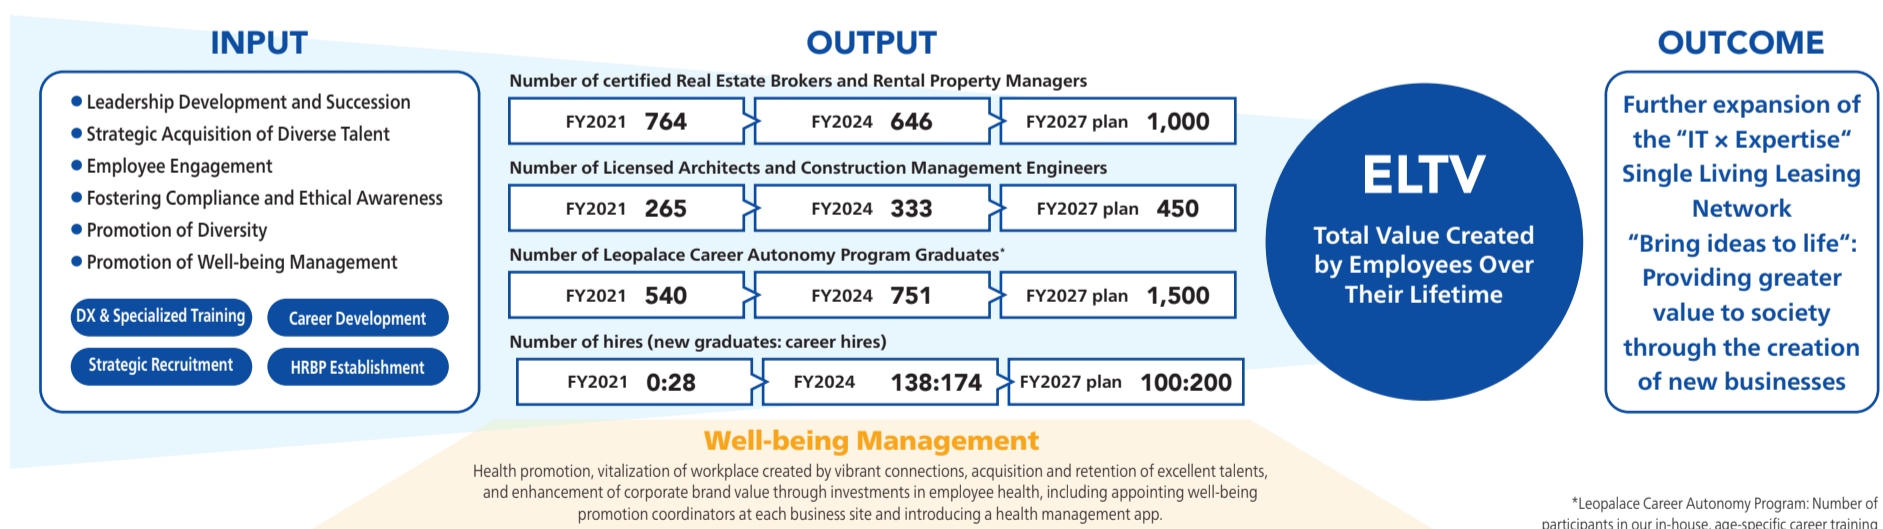 INPUT
● Leadership Development and Succession
● Strategic Acquisition of Diverse Talent
● Employee Engagement
● Fostering Compliance and Ethical Awareness
● Promotion of Diversity
● Promotion of Well-being Management
DX & Specialized Training
Career Development
Strategic Recruitment
HRBP Establishment
OUTPUT
Number of certified Real Estate Brokers and Rental Property Managers
FY2021 764 FY2024 646 FY2027 plan 1,000
Number of Licensed Architects and Construction Management Engineers
FY2021 265 FY2024 333 FY2027 plan 450
Number of Leopalace Career Autonomy Program Graduates*
FY2021 540 FY2024 751 FY2027 plan 1,500
Number of hires (new graduates: career hires)
FY2021 0:28 FY2024 138:174 FY2027 plan 100:200
ELTV
Total Value Created
by Employees Over
Their Lifetime
OUTCOME
Further expansion of
the “IT × Expertise“
Single Living Leasing
Network
“Bring ideas to life“:
Providing greater
value to society
through the creation
of new businesses
Well-being Management
Health promotion, vitalization of workplace created by vibrant connections, acquisition and retention of excellent talents,
and enhancement of corporate brand value through investments in employee health, including appointing well-being
promotion coordinators at each business site and introducing a health management app.
*Leopalace Career Autonomy Program: Number of
participants in our in-house, age-specific career training